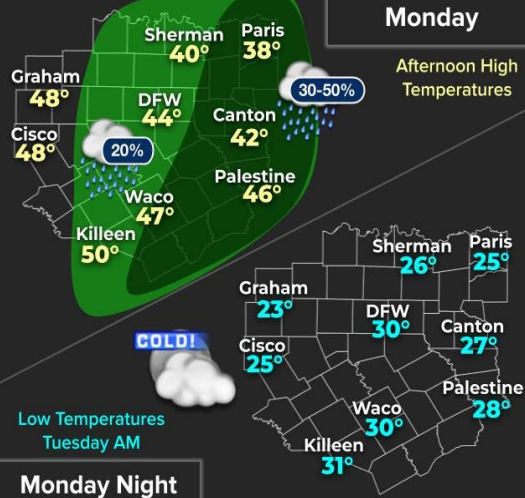 Monday
Afternoon High
Temperatures
Sherman
40°
Paris
38°
Graham
48°
DFW
44°
30-50%
Canton
42°
Cisco
48°
20%
Palestine
46°
Waco
47°
Killeen
50°
Sherman
26°
Paris
25°
Graham
23°
DFW
30°
Canton
27°
COLD!
Cisco
25°
Palestine
28°
Waco
30°
Killeen
31°
Low Temperatures
Tuesday AM
Monday Night